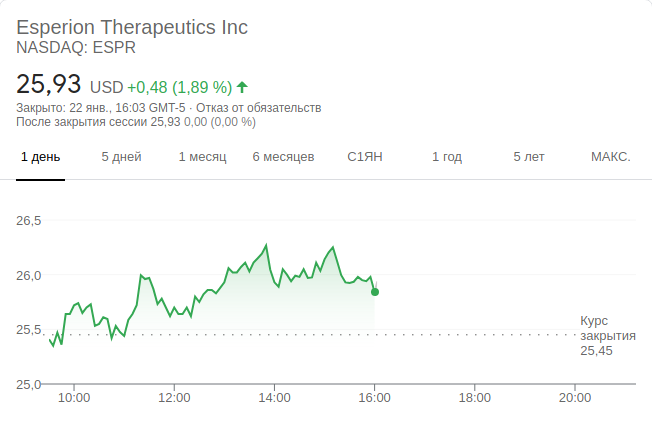 Esperion Therapeutics Inc
NASDAQ: ESPR
25,93 USD +0,48 (1,89 %)
Закрыто: 22 янв., 16:03 GMT-5 · Отказ от обязательств
После закрытия сессии 25,93 0,00 (0,00 %)
1 день 5 дней 1 месяц 6 месяцев С1ЯН 1 год 5 лет МАКС.
26,5
26,0
25,5
Курс
закрытия
25,45
25,0
10:00 12:00 14:00 16:00 18:00 20:00